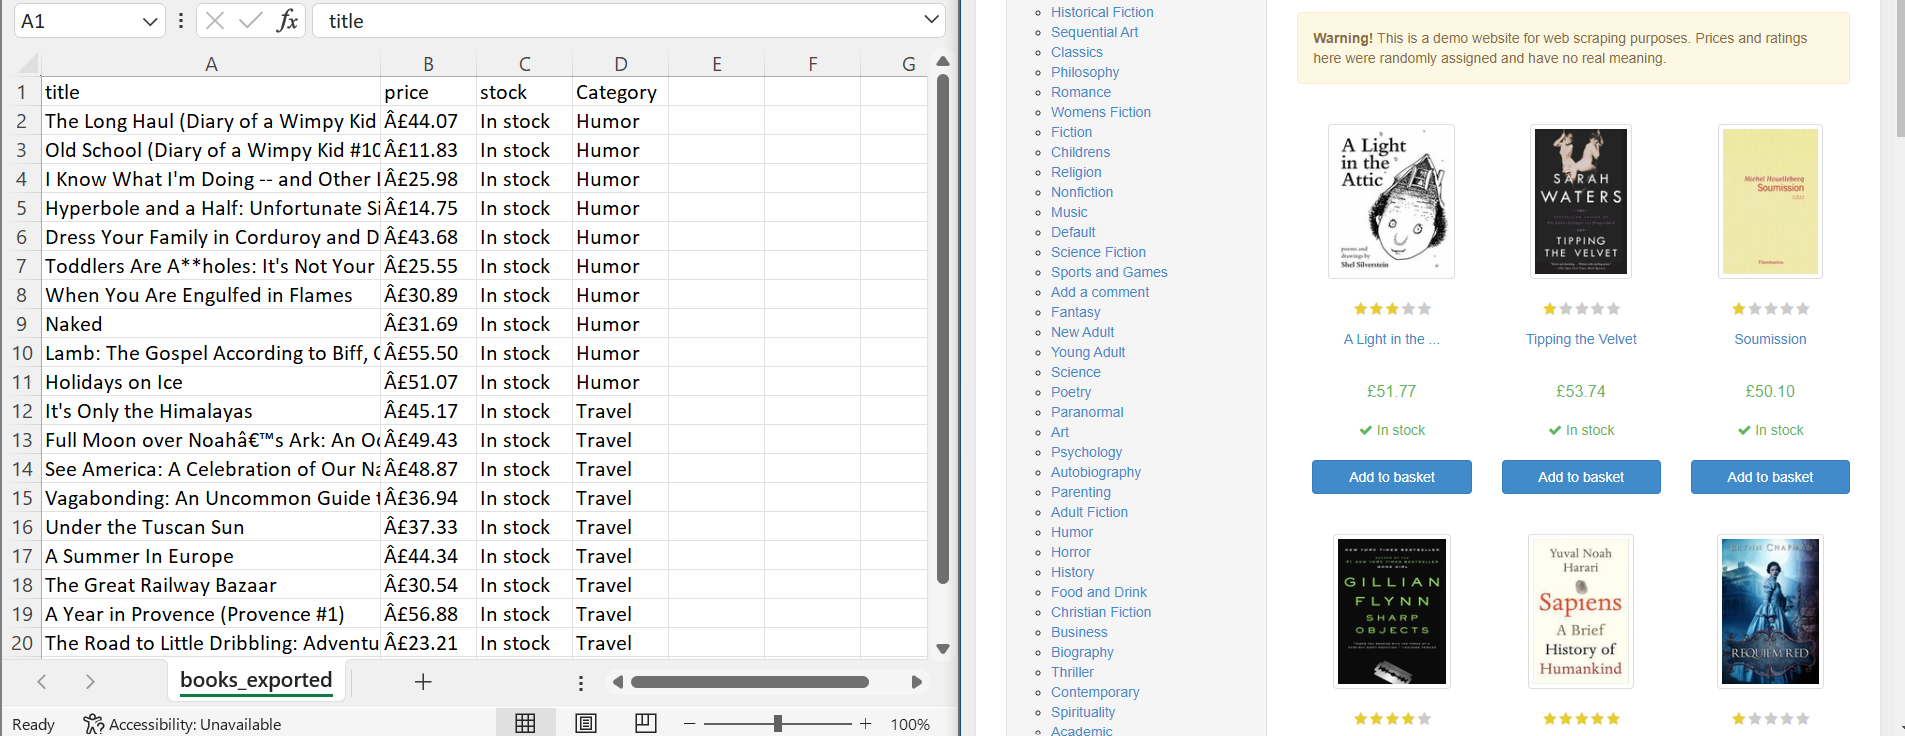 A1
fx
title
A B C D E F G
1 title price stock Category
2 The Long Haul (Diary of a Wimpy Kid Â£44.07 In stock Humor
3 Old School (Diary of a Wimpy Kid #10 Â£11.83 In stock Humor
4 I Know What I'm Doing -- and Other I Â£25.98 In stock Humor
5 Hyperbole and a Half: Unfortunate Si Â£14.75 In stock Humor
6 Dress Your Family in Corduroy and D Â£43.68 In stock Humor
7 Toddlers Are A**holes: It's Not Your Â£25.55 In stock Humor
8 When You Are Engulfed in Flames Â£30.89 In stock Humor
9 Naked Â£31.69 In stock Humor
10 Lamb: The Gospel According to Biff, C Â£55.50 In stock Humor
11 Holidays on Ice Â£51.07 In stock Humor
12 It's Only the Himalayas Â£45.17 In stock Travel
13 Full Moon over Noahâ€™s Ark: An Oc Â£49.43 In stock Travel
14 See America: A Celebration of Our Na Â£48.87 In stock Travel
15 Vagabonding: An Uncommon Guide t Â£36.94 In stock Travel
16 Under the Tuscan Sun Â£37.33 In stock Travel
17 A Summer In Europe Â£44.34 In stock Travel
18 The Great Railway Bazaar Â£30.54 In stock Travel
19 A Year in Provence (Provence #1) Â£56.88 In stock Travel
20 The Road to Little Dribbling: Adventu Â£23.21 In stock Travel
books_exported
Ready Accessibility: Unavailable 100%
Historical Fiction
Sequential Art
Classics
Philosophy
Romance
Womens Fiction
Fiction
Childrens
Religion
Nonfiction
Music
Default
Science Fiction
Sports and Games
Add a comment
Fantasy
New Adult
Young Adult
Science
Poetry
Paranormal
Art
Psychology
Autobiography
Parenting
Adult Fiction
Humor
Horror
History
Food and Drink
Christian Fiction
Business
Biography
Thriller
Contemporary
Spirituality
Academic
Warning! This is a demo website for web scraping purposes. Prices and ratings
here were randomly assigned and have no real meaning.
A Light
in the
Attic
poems and
drawings by
Shel Silverstein
SARAH
WATERS
TIPPING
THE VELVET
Michel Houellebecq
Soumission
Flammarion
A Light in the ... Tipping the Velvet Soumission
£51.77 £53.74 £50.10
In stock In stock In stock
Add to basket Add to basket Add to basket
NEW YORK TIMES BESTSELLER
GILLIAN
FLYNN
SHARP
OBJECTS
Yuval Noah
Harari
Sapiens
A Brief
History of
Humankind
REQUIEM RED